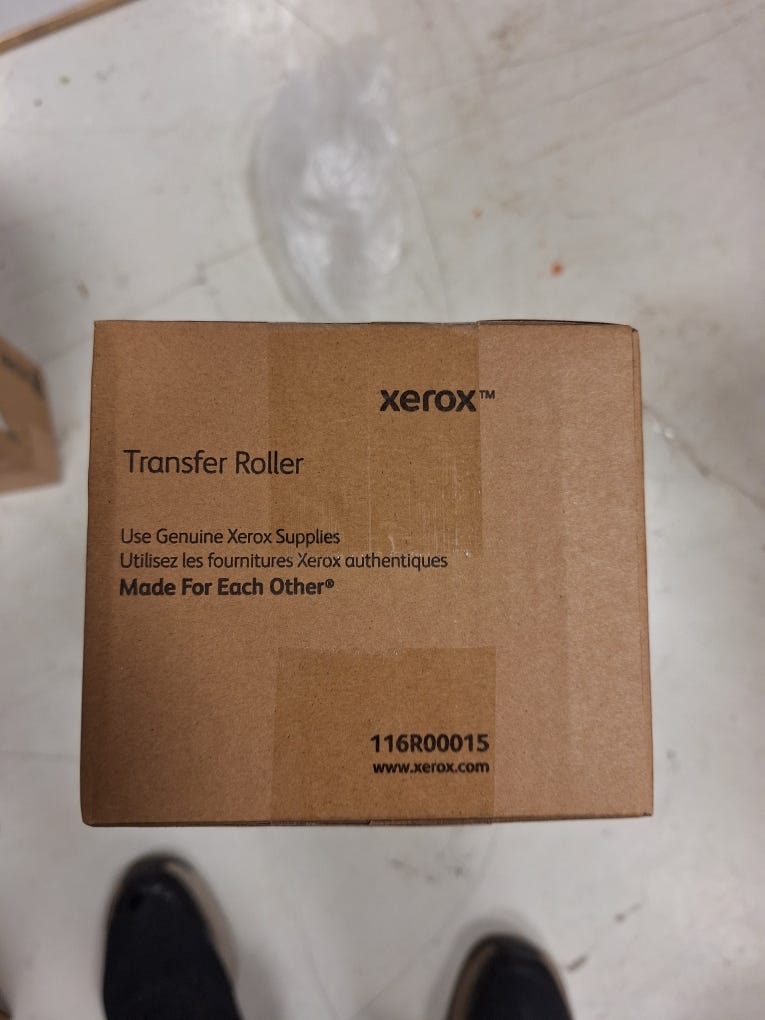 xerox™
Transfer Roller
Use Genuine Xerox Supplies
Utilisez les fournitures Xerox authentiques
Made For Each Other®
116R00015
www.xerox.com